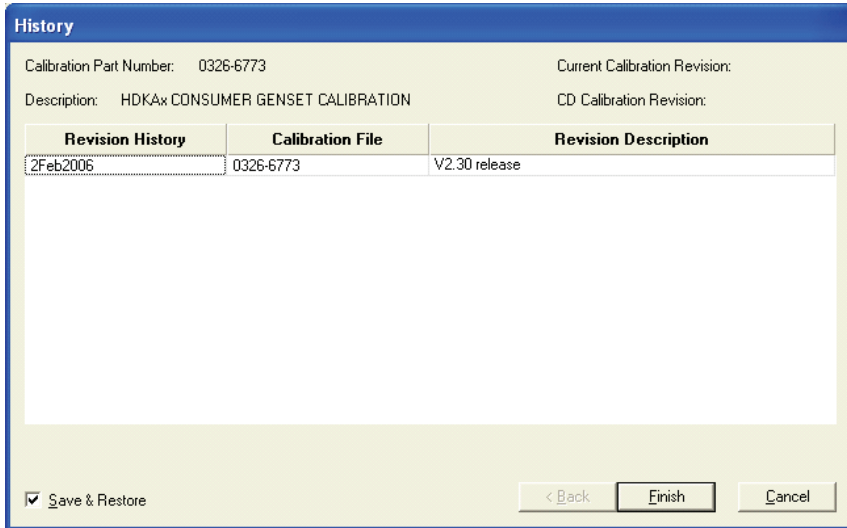 History
Calibration Part Number: 0326-6773 Current Calibration Revision:
Description: HDKAx CONSUMER GENSET CALIBRATION CD Calibration Revision:
Revision History Calibration File Revision Description
2Feb2006 0326-6773 V2.30 release
Save & Restore < Back Finish Cancel